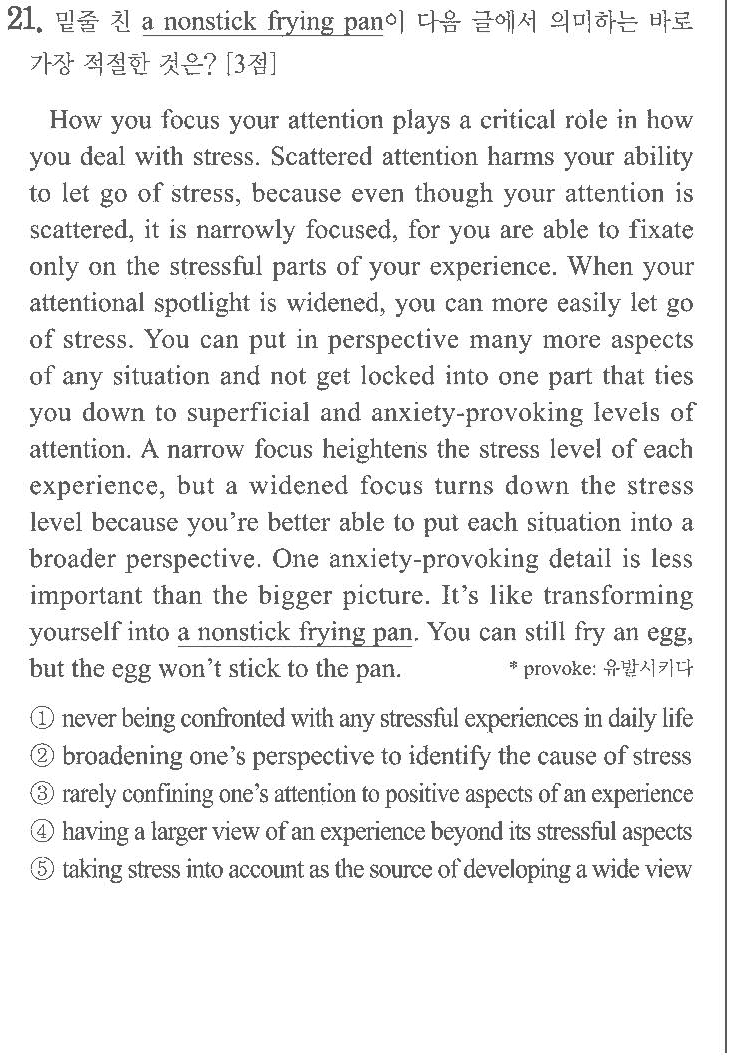 21. 밑줄 친 a nonstick frying pan이 다음 글에서 의미하는 바로
가장 적절한 것은? [3점]
How you focus your attention plays a critical role in how
you deal with stress. Scattered attention harms your ability
to let go of stress, because even though your attention is
scattered, it is narrowly focused, for you are able to fixate
only on the stressful parts of your experience. When your
attentional spotlight is widened, you can more easily let go
of stress. You can put in perspective many more aspects
of any situation and not get locked into one part that ties
you down to superficial and anxiety-provoking levels of
attention. A narrow focus heightens the stress level of each
experience, but a widened focus turns down the stress
level because you're better able to put each situation into a
broader perspective. One anxiety-provoking detail is less
important than the bigger picture. It's like transforming
yourself into a nonstick frying pan. You can still fry an egg,
but the egg won't stick to the pan. * provoke: 유발시키다
① never being confronted with any stressful experiences in daily life
② broadening one's perspective to identify the cause of stress
③ rarely confining one's attention to positive aspects of an experience
④ having a larger view of an experience beyond its stressful aspects
⑤ taking stress into account as the source of developing a wide view